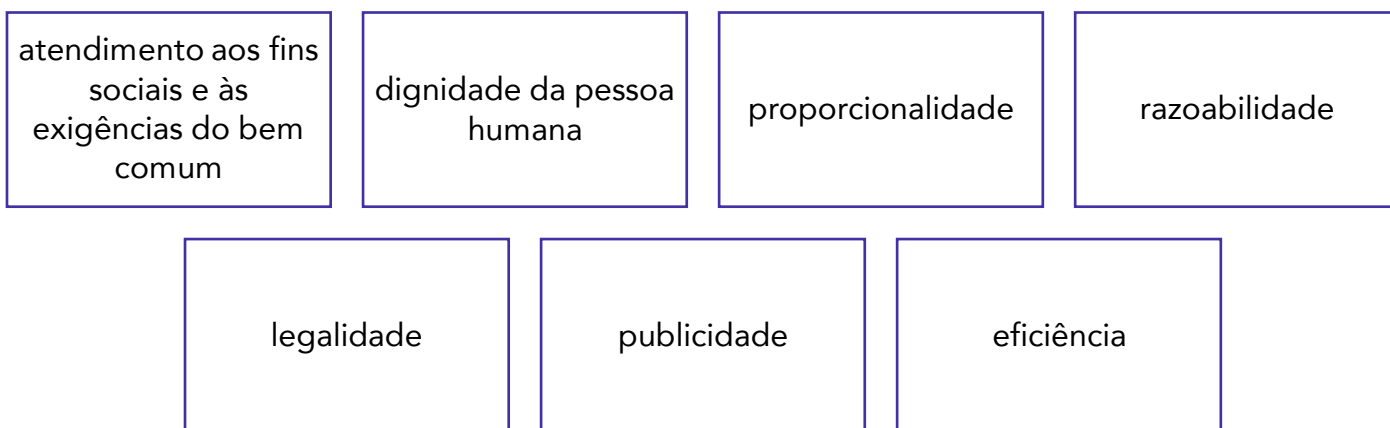 atendimento aos fins
sociais e às
exigências do bem
comum
dignidade da pessoa
humana
proporcionalidade
razoabilidade
legalidade
publicidade
eficiência